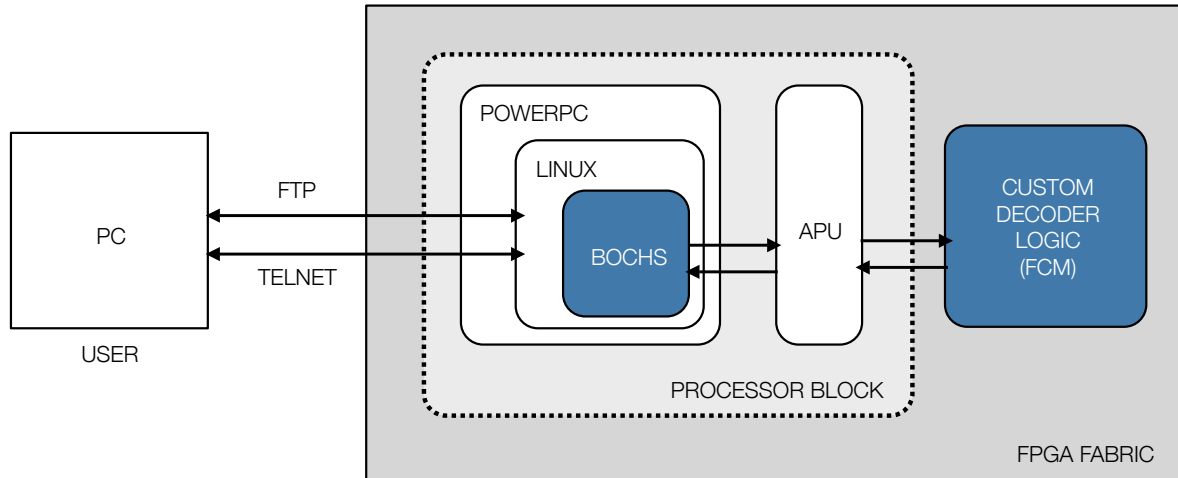 POWERPC
LINUX
FTP
PC
BOCHS
APU
CUSTOM
DECODER
LOGIC
(FCM)
TELNET
USER
PROCESSOR BLOCK
FPGA FABRIC